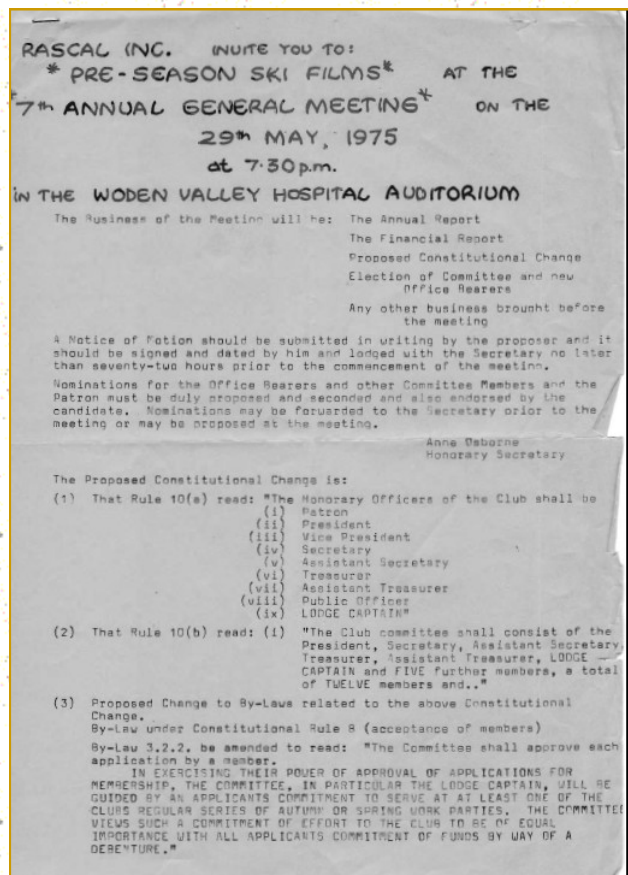 RASCAL INC. INVITE YOU TO:
* PRE-SEASON SKI FILMS * AT THE
* 7th ANNUAL GENERAL MEETING * ON THE
29th MAY, 1975
at 7.30 p.m.
IN THE WODEN VALLEY HOSPITAL AUDITORIUM
The Business of the Meeting will be: The Annual Report
The Financial Report
Proposed Constitutional Change
Election of Committee and new
Office Bearers
Any other business brought before
the meeting
A Notice of Motion should be submitted in writing by the proposer and it
should be signed and dated by him and lodged with the Secretary no later
than seventy-two hours prior to the commencement of the meeting.
Nominations for the Office Bearers and other Committee Members and the
Patron must be duly proposed and seconded and also endorsed by the
candidate. Nominations may be forwarded to the Secretary prior to the
meeting or may be proposed at the meeting.
Anne Osborne
Honorary Secretary
The Proposed Constitutional Change is:
(1) That Rule 10(a) read: "The Honorary Officers of the Club shall be
(i) Patron
(ii) President
(iii) Vice President
(iv) Secretary
(v) Assistant Secretary
(vi) Treasurer
(vii) Assistant Treasurer
(viii) Public Officer
(ix) LODGE CAPTAIN"
(2) That Rule 10(b) read: (i) "The Club committee shall consist of the
President, Secretary, Assistant Secretary
Treasurer, Assistant Treasurer, LODGE
CAPTAIN and FIVE further members, a total
of TWELVE members and.."
(3) Proposed Change to By-Laws related to the above Constitutional
Change.
By-Law under Constitutional Rule 8 (acceptance of members)
By-Law 3.2.2. be amended to read: "The Committee shall approve each
application by a member.
IN EXERCISING THEIR POWER OF APPROVAL OF APPLICATIONS FOR
MEMBERSHIP, THE COMMITTEE, IN PARTICULAR THE LODGE CAPTAIN, WILL BE
GUIDED BY AN APPLICANTS COMMITMENT TO SERVE AT AT LEAST ONE OF THE
CLUBS REGULAR SERIES OF AUTUMN OR SPRING WORK PARTIES. THE COMMITTEE
VIEWS SUCH A COMMITMENT OF EFFORT TO THE CLUB TO BE OF EQUAL
IMPORTANCE WITH ALL APPLICANTS COMMITMENT OF FUNDS BY WAY OF A
DEBENTURE."